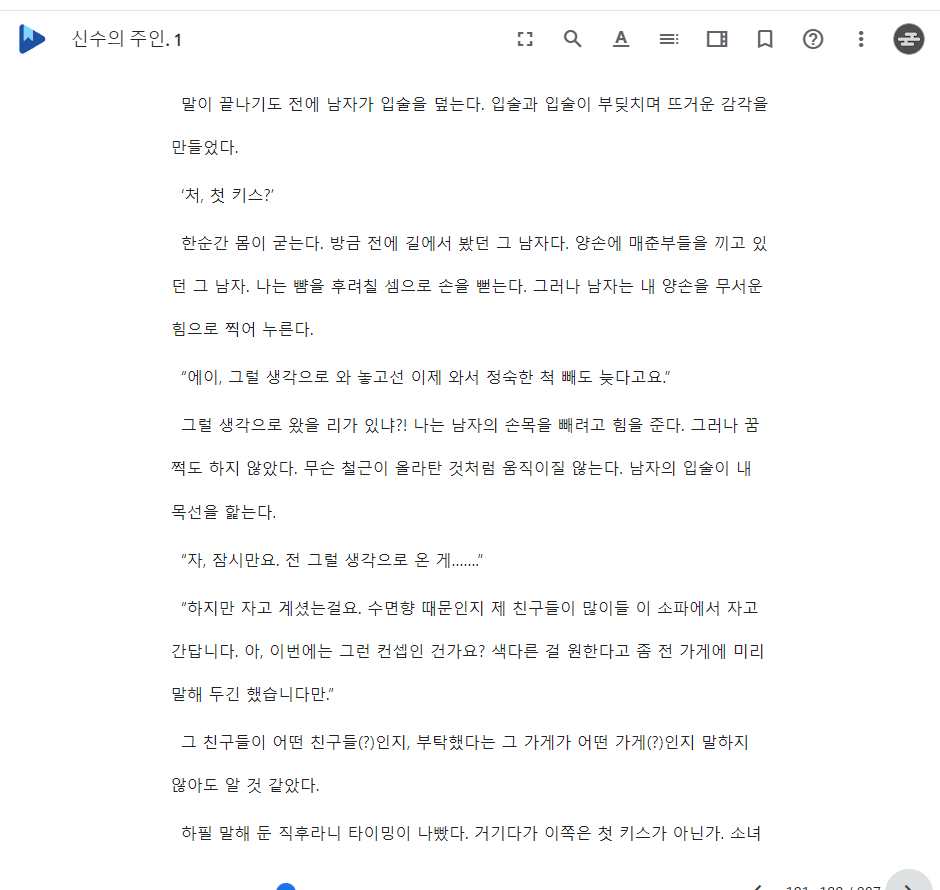 신수의 주인. 1
말이 끝나기도 전에 남자가 입술을 덮는다. 입술과 입술이 부딪치며 뜨거운 감각을
만들었다.
‘처, 첫 키스?’
한순간 몸이 굳는다. 방금 전에 길에서 봤던 그 남자다. 양손에 매춘부들을 끼고 있
던 그 남자. 나는 뺨을 후려칠 셈으로 손을 뻗는다. 그러나 남자는 내 양손을 무서운
힘으로 찍어 누른다.
“에이, 그럴 생각으로 와 놓고선 이제 와서 정숙한 척 빼도 늦다고요.”
그럴 생각으로 왔을 리가 있냐?! 나는 남자의 손목을 빼려고 힘을 준다. 그러나 꿈
쩍도 하지 않았다. 무슨 철근이 올라탄 것처럼 움직이질 않는다. 남자의 입술이 내
목선을 핥는다.
“자, 잠시만요. 전 그럴 생각으로 온 게…….”
“하지만 자고 계셨는걸요. 수면향 때문인지 제 친구들이 많이들 이 소파에서 자고
간답니다. 아, 이번에는 그런 컨셉인 건가요? 색다른 걸 원한다고 좀 전 가게에 미리
말해 두긴 했습니다만.”
그 친구들이 어떤 친구들(?)인지, 부탁했다는 그 가게가 어떤 가게(?)인지 말하지
않아도 알 것 같았다.
하필 말해 둔 직후라니 타이밍이 나빴다. 거기다가 이쪽은 첫 키스가 아닌가. 소녀